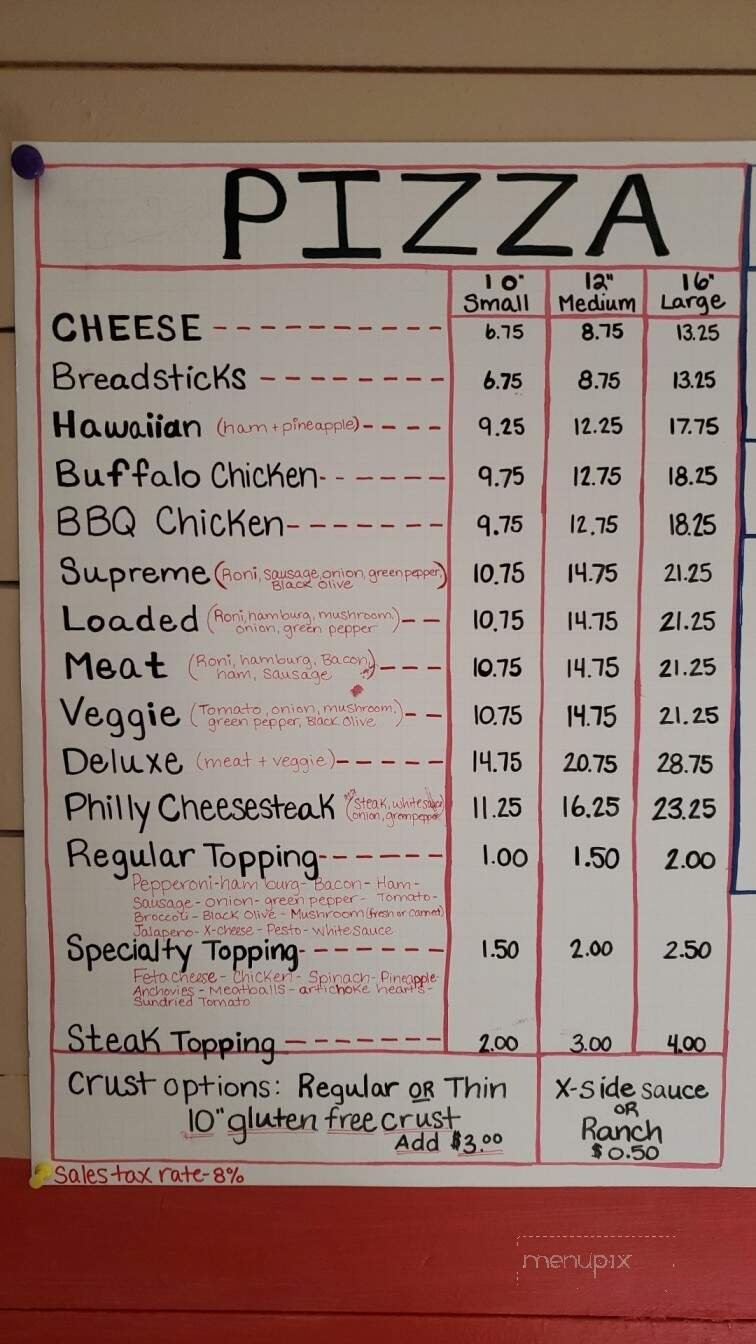 PIZZA
10" 12" 16"
Small Medium Large
CHEESE ---------- 6.75 8.75 13.25
Breadsticks -------- 6.75 8.75 13.25
Hawaiian (ham + pineapple)---- 9.25 12.25 17.75
Buffalo Chicken------- 9.75 12.75 18.25
BBQ Chicken------- 9.75 12.75 18.25
Supreme (Roni, Sausage, onion, green pepper, 10.75 14.75 21.25
Black Olive)
Loaded (Roni, hamburg, mushroom, -- 10.75 14.75 21.25
onion, green pepper)
Meat (Roni, hamburg, Bacon, --- 10.75 14.75 21.25
ham, Sausage)
Veggie (Tomato, onion, mushroom, -- 10.75 14.75 21.25
green pepper, Black Olive)
Deluxe (meat + veggie)----- 14.75 20.75 28.75
Philly Cheesesteak (Steak, white sauce 11.25 16.25 23.25
onion, green pepper)
Regular Topping------ 1.00 1.50 2.00
Pepperoni-hamburg-Bacon-Ham-
Sausage-onion-green pepper- Tomato-
Broccoli-Black Olive-Mushroom (fresh or canned)
Jalapeno-X-cheese-Pesto-white sauce
Specialty Topping------- 1.50 2.00 2.50
Feta cheese-Chicken-Spinach-Pineapple-
Anchovies-Meatballs-artichoke hearts-
Sundried Tomato
Steak Topping ------- 2.00 3.00 4.00
Crust options: Regular OR Thin
10" gluten free crust
Add $3.00
X-side sauce
OR
Ranch
$0.50
Sales tax rate-8%
menupix